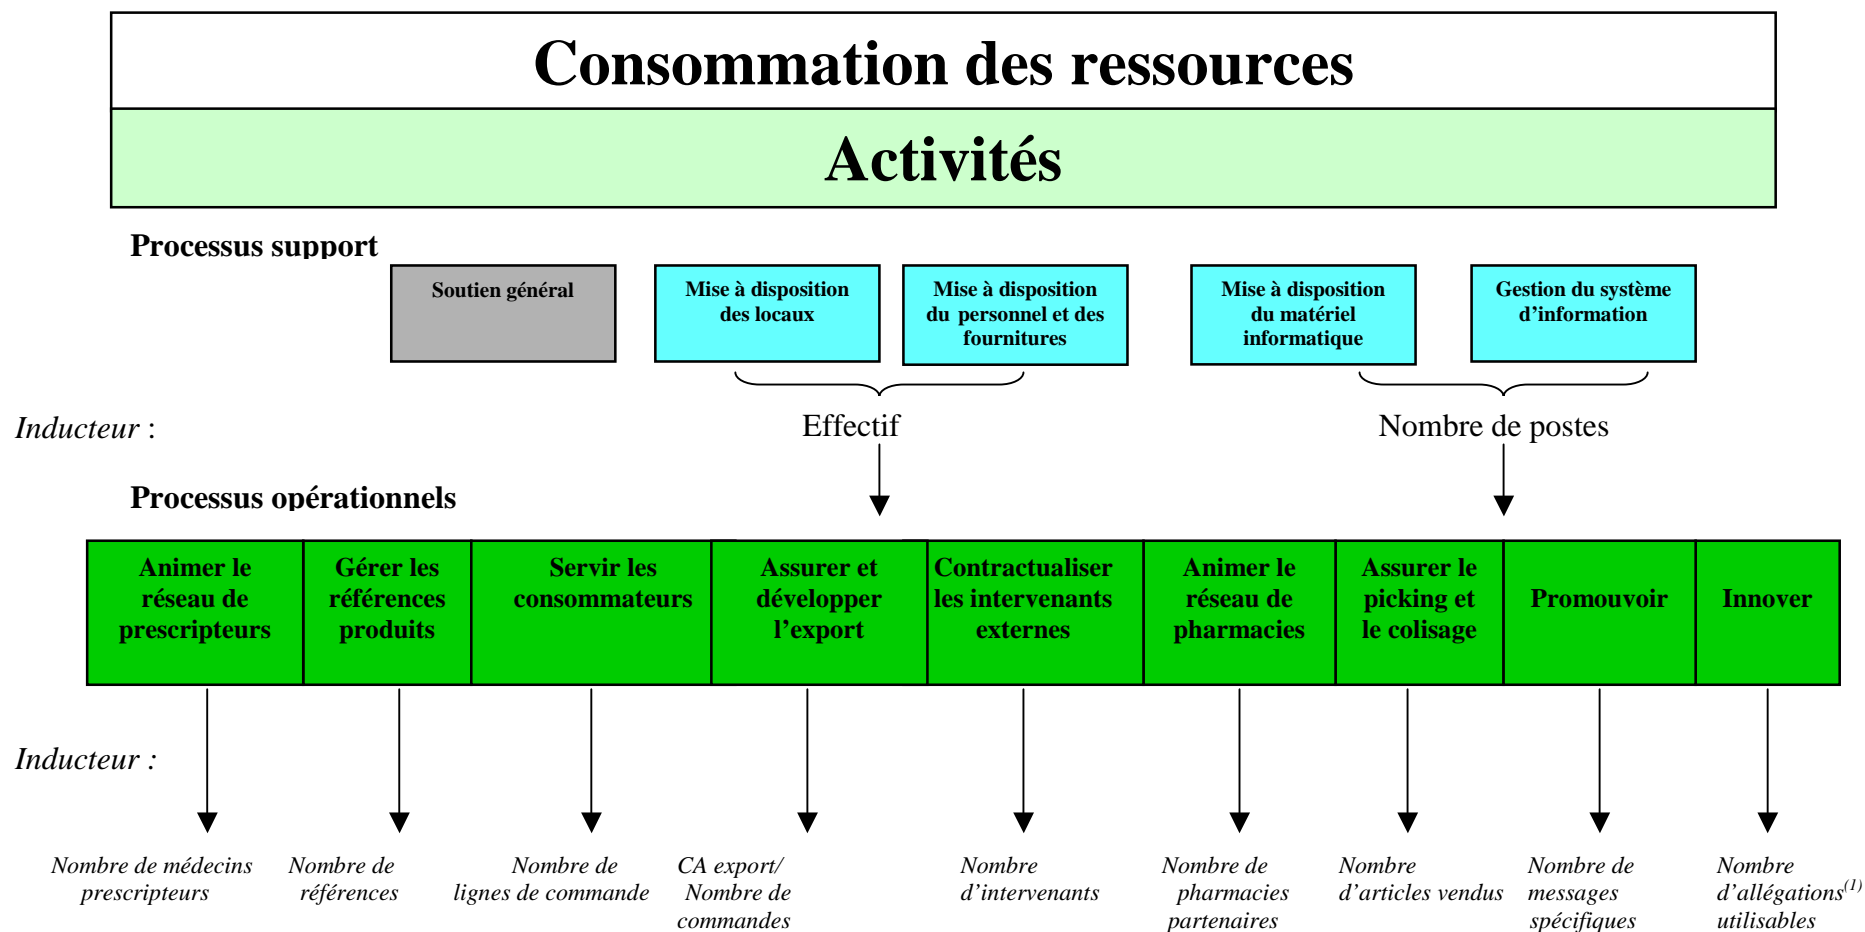 Consommation des ressources
Activités
Processus support
Soutien général
Mise à disposition
des locaux
Mise à disposition
du personnel et des
fournitures
Mise à disposition
du matériel
informatique
Gestion du système
d’information
Inducteur :
Effectif
Nombre de postes
Processus opérationnels
Animer le
réseau de
prescripteurs
Gérer les
références
produits
Servir les
consommateurs
Assurer et
développer
l’export
Contractualiser
les intervenants
externes
Animer le
réseau de
pharmacies
Assurer le
picking et
le colisage
Promouvoir
Innover
Inducteur :
Nombre de médecins
prescripteurs
Nombre de
références
Nombre de
lignes de commande
CA export/
Nombre de
commandes
Nombre
d’intervenants
Nombre de
pharmacies
partenaires
Nombre
d’articles vendus
Nombre de
messages
spécifiques
Nombre
d’allégations(1)
utilisables